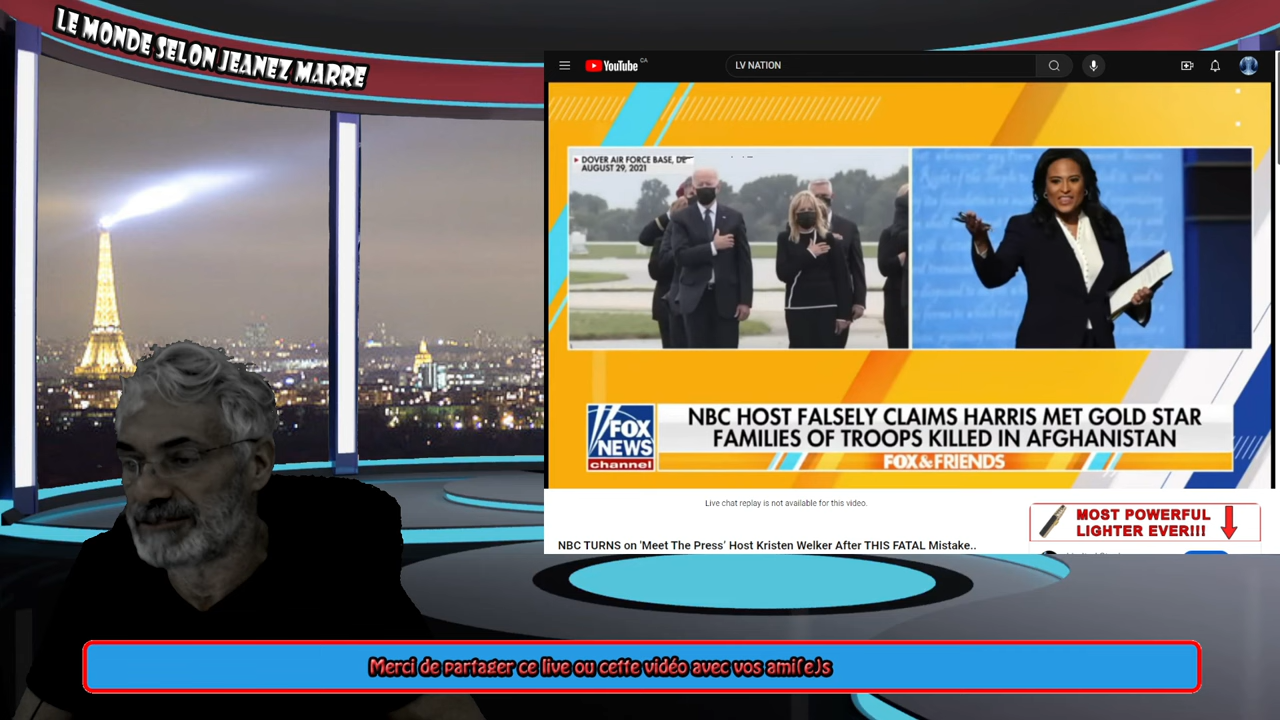 LE MONDE SELON JEANEZ MARRE
YouTube CA
LV NATION
DOVER AIR FORCE BASE, DE
AUGUST 29, 2021
NBC HOST FALSELY CLAIMS HARRIS MET GOLD STAR
FAMILIES OF TROOPS KILLED IN AFGHANISTAN
FOX
NEWS
channel
FOX&FRIENDS
Live chat replay is not available for this video.
MOST POWERFUL
LIGHTER EVER!!!
NBC TURNS on 'Meet The Press' Host Kristen Welker After THIS FATAL Mistake..
Merci de partager ce live ou cette vidéo avec vos ami(e)s